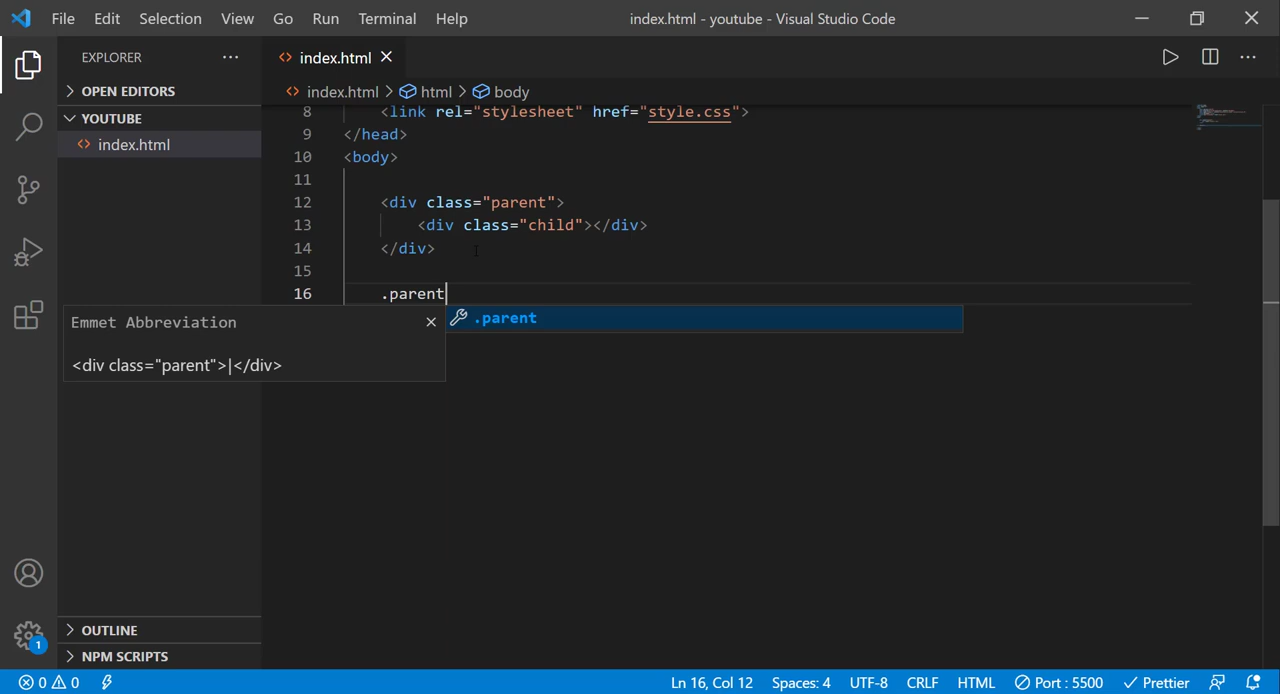 File Edit Selection View Go Run Terminal Help index.html - youtube - Visual Studio Code
EXPLORER
OPEN EDITORS
YOUTUBE
index.html
OUTLINE
NPM SCRIPTS
index.html
index.html html body
8 <link rel="stylesheet" href="style.css">
9 </head>
10 <body>
11
12 <div class="parent">
13 <div class="child"></div>
14 </div>
15
16 .parent
Emmet Abbreviation
<div class="parent">|</div>
.parent
1
0 0 Ln 16, Col 12 Spaces: 4 UTF-8 CRLF HTML Port : 5500 Prettier